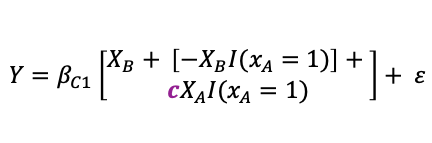 Y = β_{C1} [ X_B + [−X_B I(x_A = 1)] +
cX_A I(x_A = 1) ] + ε